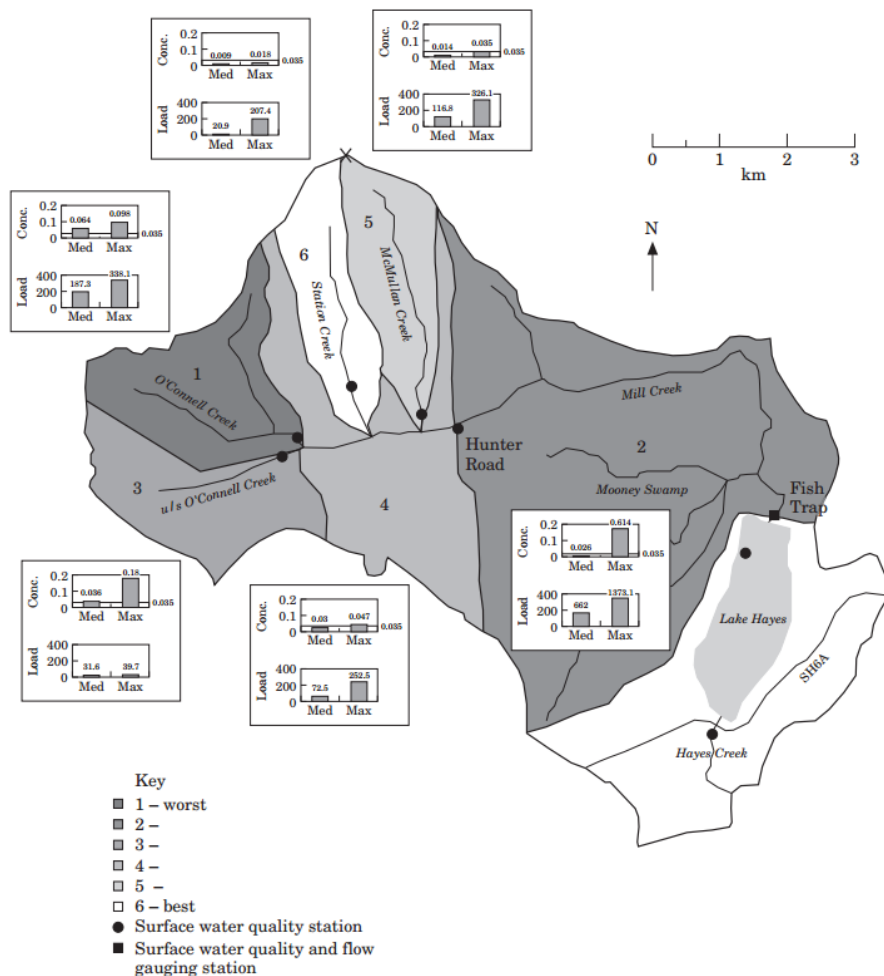 Conc.
0.2
0.1
0
0.009
0.018
0.035
Med
Max
Load
400
200
0
20.9
207.4
Med
Max
Conc.
0.2
0.1
0
0.014
0.035
0.035
Med
Max
Load
400
200
0
116.8
326.1
Med
Max
0 1 2 3
km
N
Conc.
0.2
0.1
0
0.064
0.098
0.035
Med
Max
Load
400
200
0
187.3
338.1
Med
Max
5
6
McMullan Creek
Station Creek
1
O'Connell Creek
Mill Creek
Hunter
Road
2
3
u/s O'Connell Creek
4
Mooney Swamp
Fish
Trap
Conc.
0.2
0.1
0
0.026
0.614
0.035
Med
Max
Load
400
200
0
662
1373.1
Med
Max
Lake Hayes
SH6A
Hayes Creek
Conc.
0.2
0.1
0
0.036
0.18
0.035
Med
Max
Load
400
200
0
31.6
39.7
Med
Max
Conc.
0.2
0.1
0
0.03
0.047
0.035
Med
Max
Load
400
200
0
72.5
252.5
Med
Max
Key
1 – worst
2 –
3 –
4 –
5 –
6 – best
Surface water quality station
Surface water quality and flow
gauging station